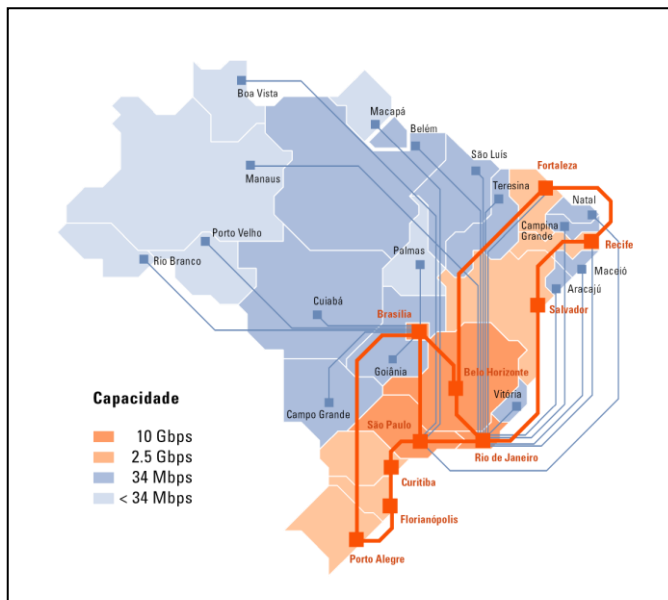 Boa Vista
Macapá
Belém
São Luís
Fortaleza
Manaus
Teresina
Natal
Campina
Grande
Porto Velho
Recife
Palmas
Rio Branco
Maceió
Aracajú
Cuiabá
Salvador
Brasília
Goiânia
Belo Horizonte
Vitória
Capacidade
Campo Grande
São Paulo
10 Gbps
2.5 Gbps
34 Mbps
< 34 Mbps
Rio de Janeiro
Curitiba
Florianópolis
Porto Alegre